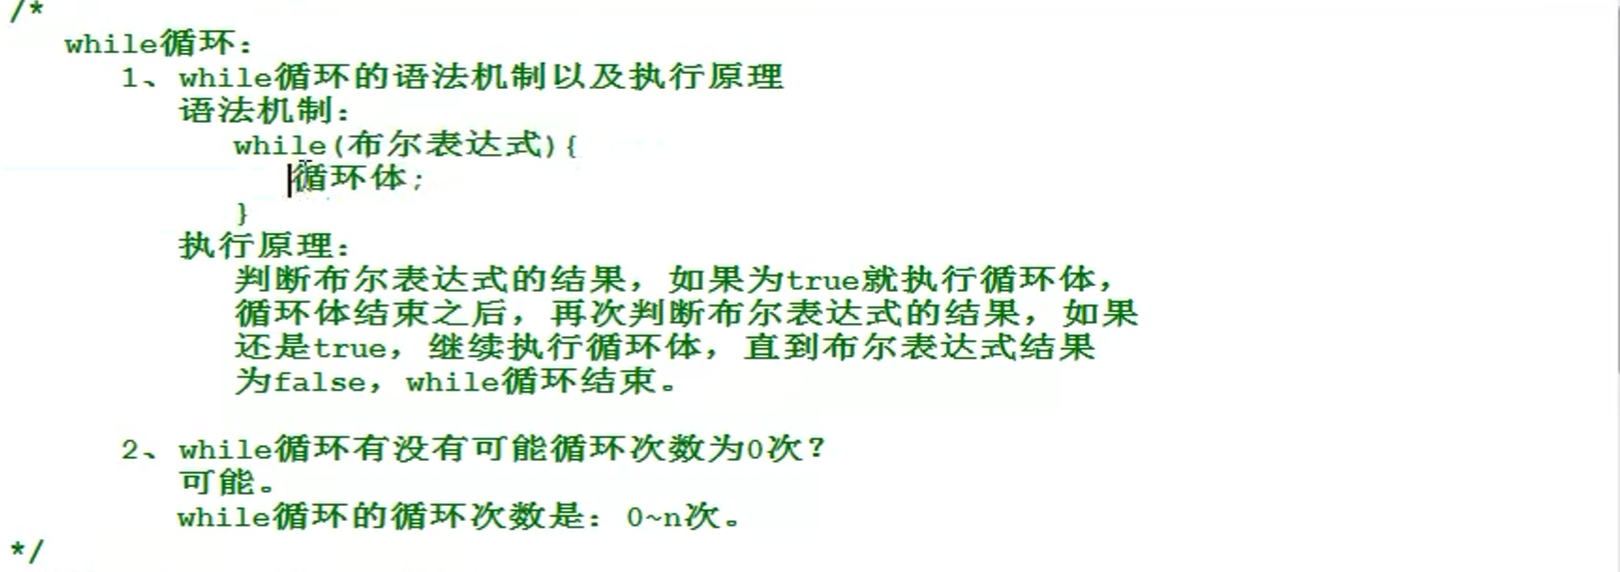 /*
while循环：
1、while循环的语法机制以及执行原理
语法机制：
while(布尔表达式){
循环体;
}
执行原理：
判断布尔表达式的结果，如果为true就执行循环体，
循环体结束之后，再次判断布尔表达式的结果，如果
还是true，继续执行循环体，直到布尔表达式结果
为false，while循环结束。
2、while循环有没有可能循环次数为0次？
可能。
while循环的循环次数是：0~n次。
*/